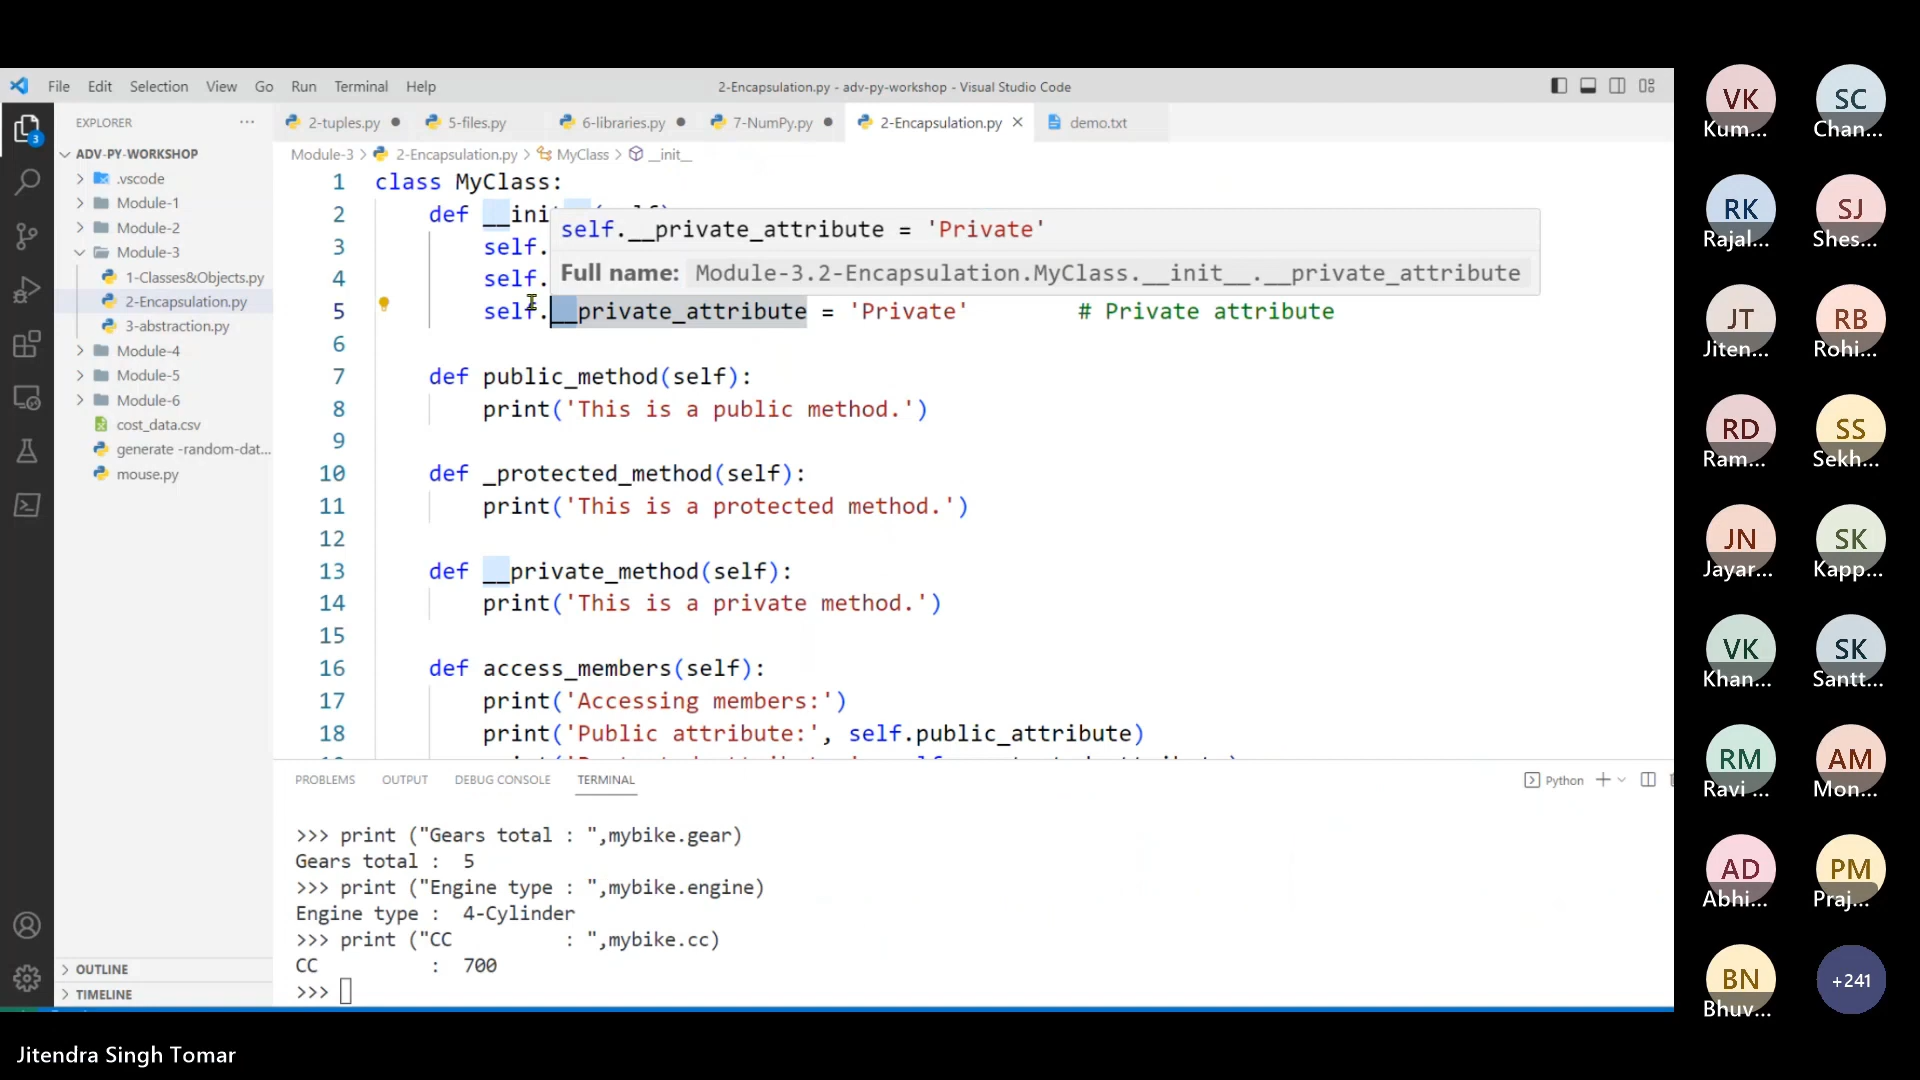 File Edit Selection View Go Run Terminal Help
2-Encapsulation.py - adv-py-workshop - Visual Studio Code
EXPLORER
3
ADV-PY-WORKSHOP
.vscode
Module-1
Module-2
Module-3
1-Classes&Objects.py
2-Encapsulation.py
3-abstraction.py
Module-4
Module-5
Module-6
cost_data.csv
generate -random-dat...
mouse.py
OUTLINE
TIMELINE
2-tuples.py 5-files.py 6-libraries.py 7-NumPy.py 2-Encapsulation.py demo.txt
Module-3 > 2-Encapsulation.py > MyClass > __init__
1 class MyClass:
2 def __init
3 self.
4 self.
self.__private_attribute = 'Private'
Full name: Module-3.2-Encapsulation.MyClass.__init__.__private_attribute
5 self.__private_attribute = 'Private' # Private attribute
6
7 def public_method(self):
8 print('This is a public method.')
9
10 def _protected_method(self):
11 print('This is a protected method.')
12
13 def __private_method(self):
14 print('This is a private method.')
15
16 def access_members(self):
17 print('Accessing members:')
18 print('Public attribute:', self.public_attribute)
PROBLEMS OUTPUT DEBUG CONSOLE TERMINAL
Python
>>> print ("Gears total : ",mybike.gear)
Gears total :  5
>>> print ("Engine type : ",mybike.engine)
Engine type :  4-Cylinder
>>> print ("CC          : ",mybike.cc)
CC          :  700
>>>
VK SC
Kum... Chan...
RK SJ
Rajal... Shes...
JT RB
Jiten... Rohi...
RD SS
Ram... Sekh...
JN SK
Jayar... Kapp...
VK SK
Khan... Santt...
RM AM
Ravi ... Mon...
AD PM
Abhi... Praj...
BN +241
Bhuv...
Jitendra Singh Tomar